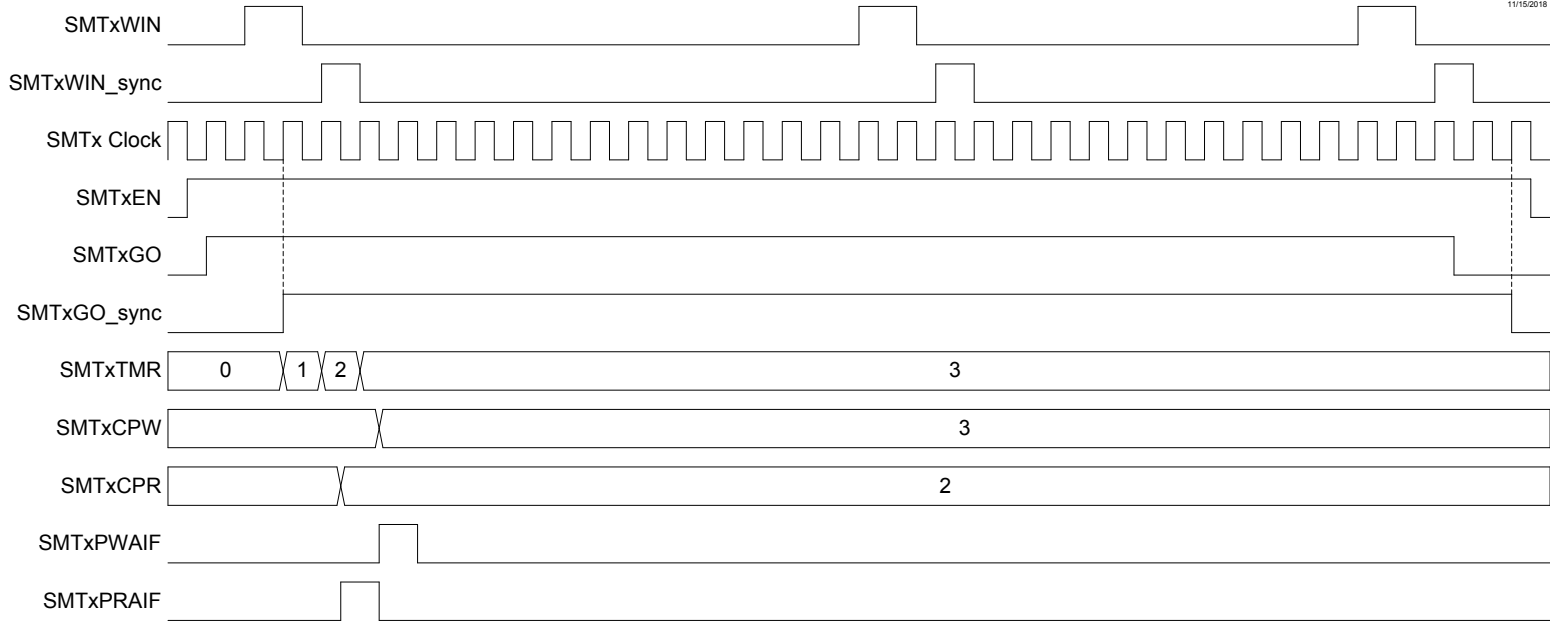 11/15/2018
SMTxWIN
SMTxWIN_sync
SMTx Clock
SMTxEN
SMTxGO
SMTxGO_sync
SMTxTMR 0 1 2 3
SMTxCPW 3
SMTxCPR 2
SMTxPWAIF
SMTxPRAIF